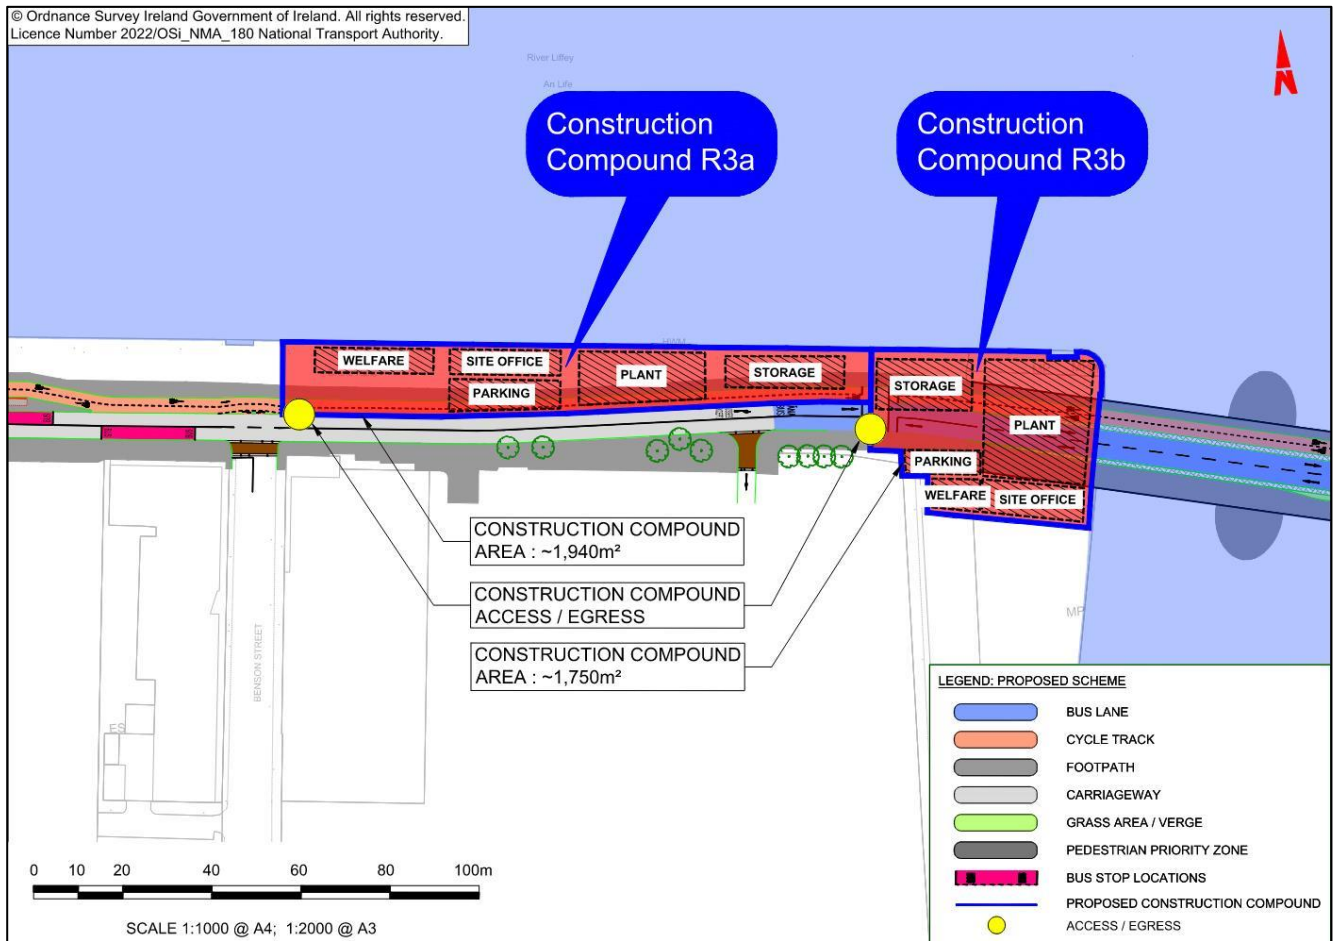 © Ordnance Survey Ireland Government of Ireland. All rights reserved.
Licence Number 2022/OSi_NMA_180 National Transport Authority.
River Liffey
An Life
N
Construction
Compound R3a
Construction
Compound R3b
HWM
WELFARE
SITE OFFICE
PARKING
PLANT
STORAGE
STORAGE
PLANT
PARKING
WELFARE
SITE OFFICE
CONSTRUCTION COMPOUND
AREA : ~1,940m²
CONSTRUCTION COMPOUND
ACCESS / EGRESS
CONSTRUCTION COMPOUND
AREA : ~1,750m²
BENSON STREET
ES
MP
LEGEND: PROPOSED SCHEME
BUS LANE
CYCLE TRACK
FOOTPATH
CARRIAGEWAY
GRASS AREA / VERGE
PEDESTRIAN PRIORITY ZONE
BUS STOP LOCATIONS
PROPOSED CONSTRUCTION COMPOUND
ACCESS / EGRESS
0 10 20 40 60 80 100m
SCALE 1:1000 @ A4; 1:2000 @ A3